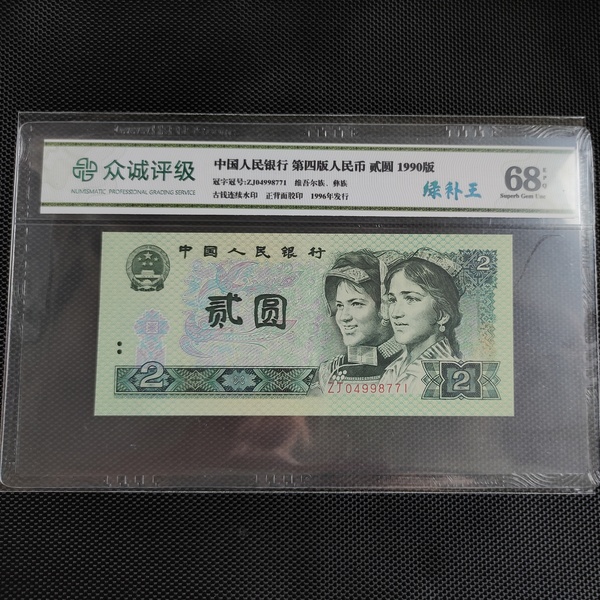 众诚评级
NUMISMATIC PROFESSIONAL GRADING SERVICE
中国人民银行 第四版人民币 贰圆 1990版
冠字冠号:ZJ04998771 维吾尔族、彝族
古钱连续水印 正背面胶印 1996年发行
绿补王
68
Superb Gem Unc
中国人民银行
2
贰圆
2
2
ZJ04998771